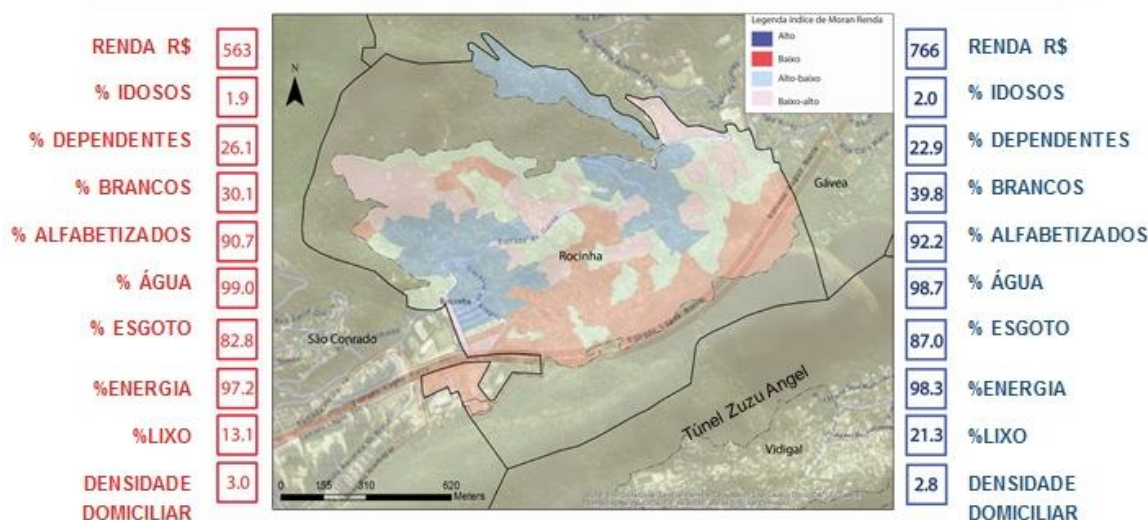 RENDA R$
563
% IDOSOS
1.9
% DEPENDENTES
26.1
% BRANCOS
30.1
% ALFABETIZADOS
90.7
% ÁGUA
99.0
% ESGOTO
82.8
%ENERGIA
97.2
%LIXO
13.1
DENSIDADE
DOMICILIAR
3.0
N
Legenda índice de Moran Renda
Alto
Baixo
Alto-baixo
Baixo-alto
Gávea
Rocinha
São Conrado
Túnel Zuzu Angel
Vidigal
0 155 310 620
Meters
766
RENDA R$
2.0
% IDOSOS
22.9
% DEPENDENTES
39.8
% BRANCOS
92.2
% ALFABETIZADOS
98.7
% ÁGUA
87.0
% ESGOTO
98.3
%ENERGIA
21.3
%LIXO
2.8
DENSIDADE
DOMICILIAR